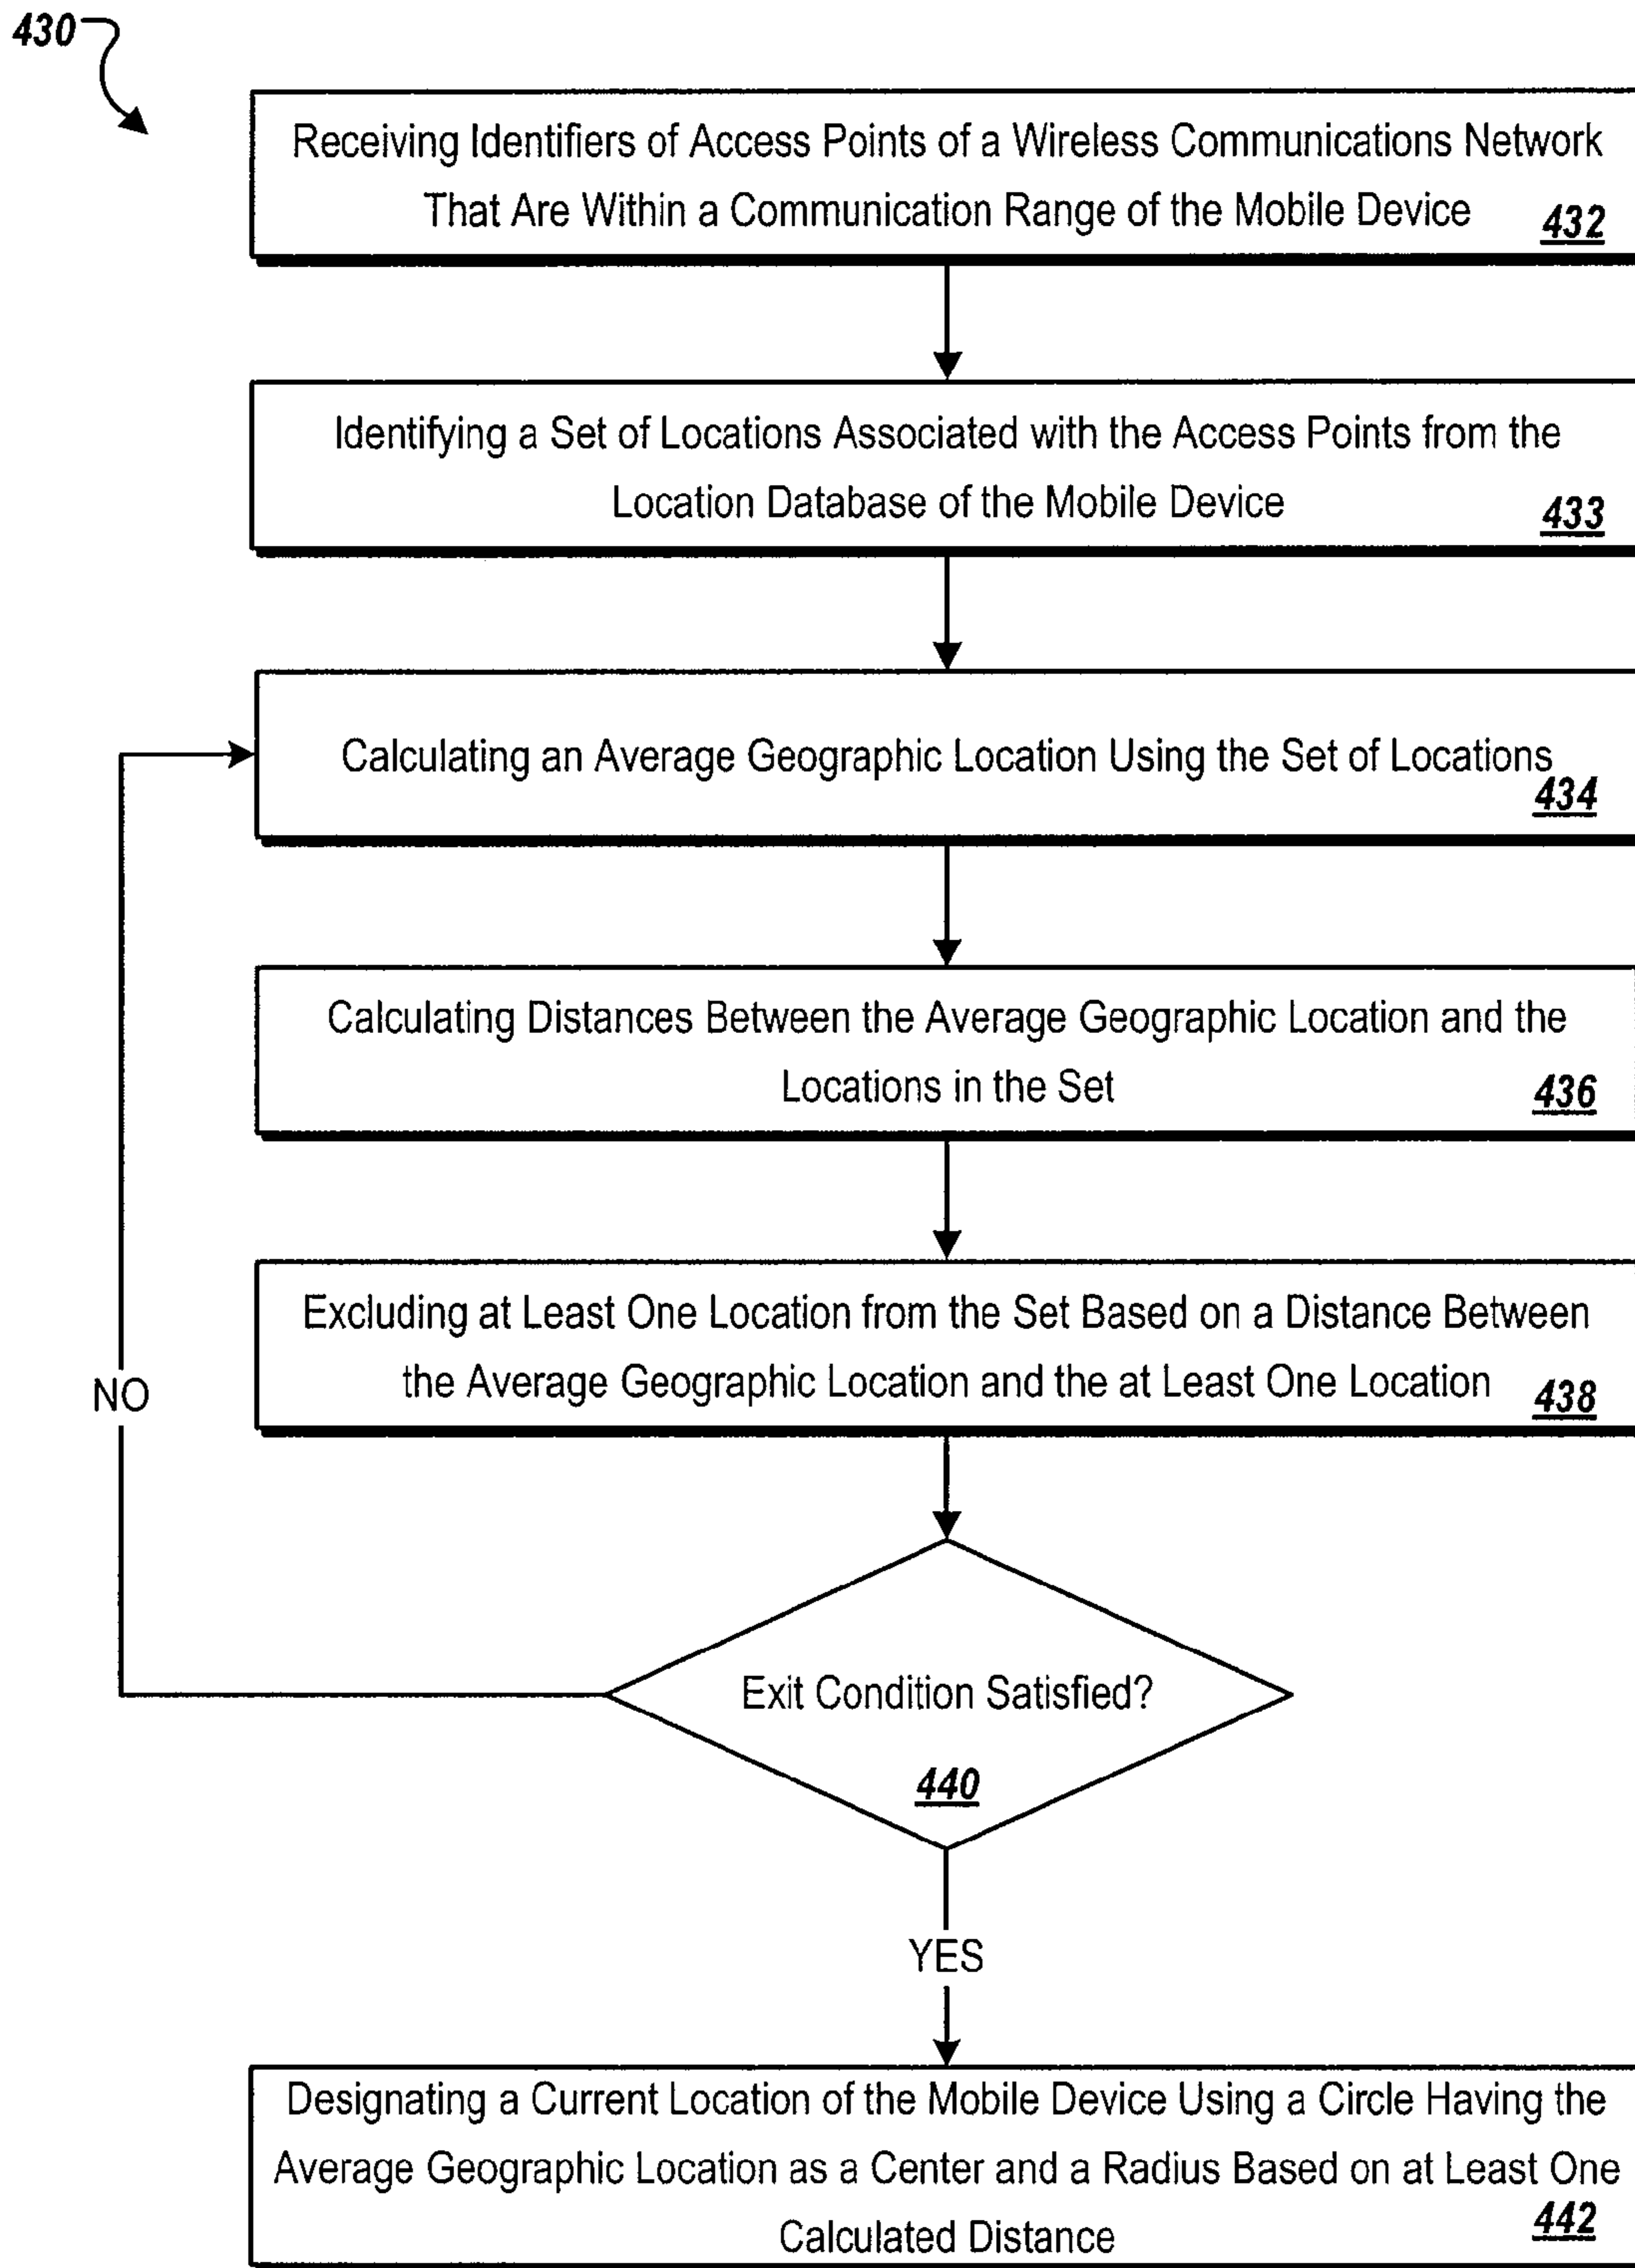 430
Receiving Identifiers of Access Points of a Wireless Communications Network
That Are Within a Communication Range of the Mobile Device
432
Identifying a Set of Locations Associated with the Access Points from the
Location Database of the Mobile Device
433
Calculating an Average Geographic Location Using the Set of Locations
434
Calculating Distances Between the Average Geographic Location and the
Locations in the Set
436
Excluding at Least One Location from the Set Based on a Distance Between
the Average Geographic Location and the at Least One Location
438
NO
Exit Condition Satisfied?
440
YES
Designating a Current Location of the Mobile Device Using a Circle Having the
Average Geographic Location as a Center and a Radius Based on at Least One
Calculated Distance
442